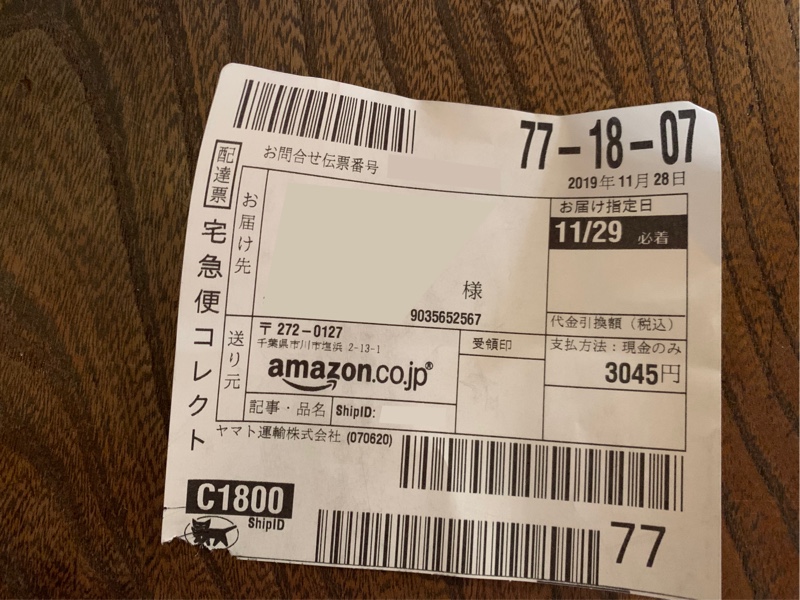 77-18-07
お問合せ伝票番号
2019年11月28日
配達票
宅急便コレクト
お届け先
様
9035652567
お届け指定日
11/29 必着
代金引換額(税込)
支払方法:現金のみ
3045円
送り元
〒272-0127
千葉県市川市塩浜 2-13-1
amazon.co.jp®
受領印
記事・品名
ShipID:
ヤマト運輸株式会社 (070620)
C1800
ShipID
77